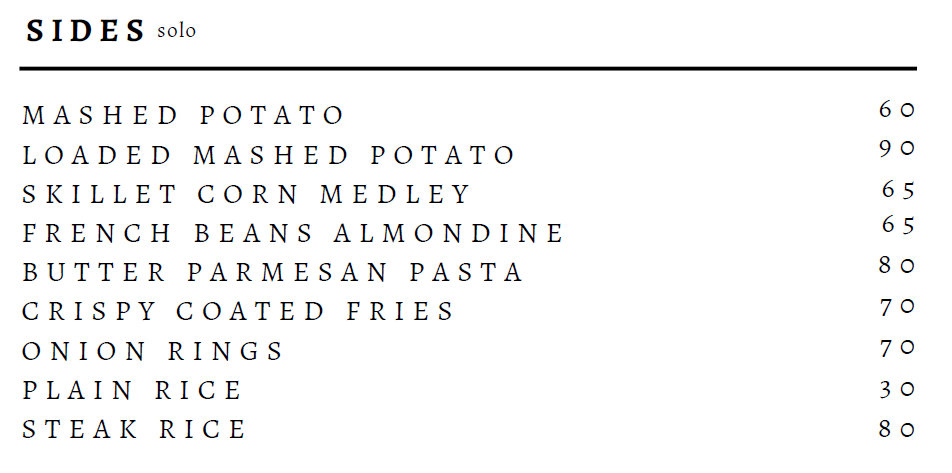 SIDES solo
MASHED POTATO 60
LOADED MASHED POTATO 90
SKILLET CORN MEDLEY 65
FRENCH BEANS ALMONDINE 65
BUTTER PARMESAN PASTA 80
CRISPY COATED FRIES 70
ONION RINGS 70
PLAIN RICE 30
STEAK RICE 80